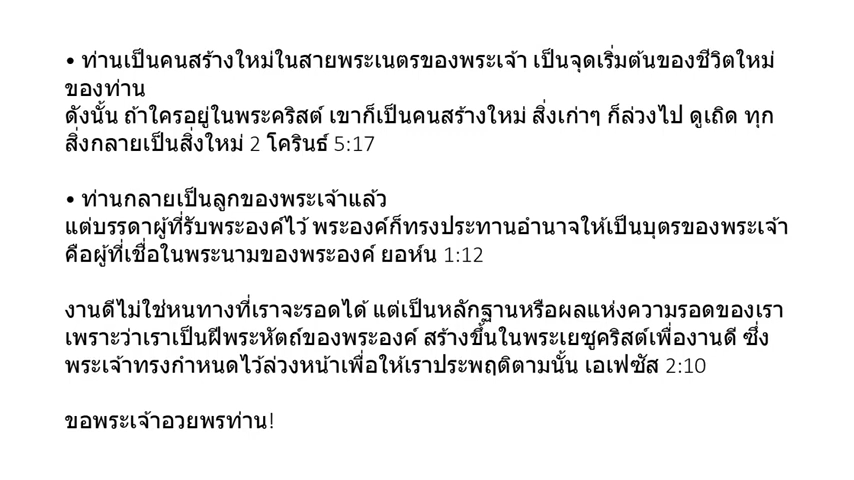 • ท่านเป็นคนสร้างใหม่ในสายพระเนตรของพระเจ้า เป็นจุดเริ่มต้นของชีวิตใหม่
ของท่าน
ดังนั้น ถ้าใครอยู่ในพระคริสต์ เขาก็เป็นคนสร้างใหม่ สิ่งเก่าๆ ก็ล่วงไป ดูเถิด ทุก
สิ่งกลายเป็นสิ่งใหม่ 2 โครินธ์ 5:17
• ท่านกลายเป็นลูกของพระเจ้าแล้ว
แต่บรรดาผู้ที่รับพระองค์ไว้ พระองค์ก็ทรงประทานอำนาจให้เป็นบุตรของพระเจ้า
คือผู้ที่เชื่อในพระนามของพระองค์ ยอห์น 1:12
งานดีไม่ใช่หนทางที่เราจะรอดได้ แต่เป็นหลักฐานหรือผลแห่งความรอดของเรา
เพราะว่าเราเป็นฝีพระหัตถ์ของพระองค์ สร้างขึ้นในพระเยซูคริสต์เพื่องานดี ซึ่ง
พระเจ้าทรงกำหนดไว้ล่วงหน้าเพื่อให้เราประพฤติตามนั้น เอเฟซัส 2:10
ขอพระเจ้าอวยพรท่าน!